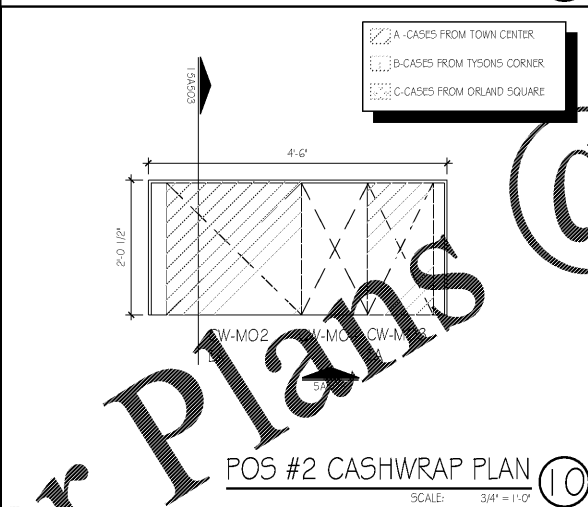 A -CASES FROM TOWN CENTER
B-CASES FROM TYSONS CORNER
C-CASES FROM ORLAND SQUARE
15A503
4'-6"
2'-0 1/2"
CW-MO2
CW-MO
r Plans
POS #2 CASHWRAP PLAN
10
SCALE: 3/4" = 1'-0"